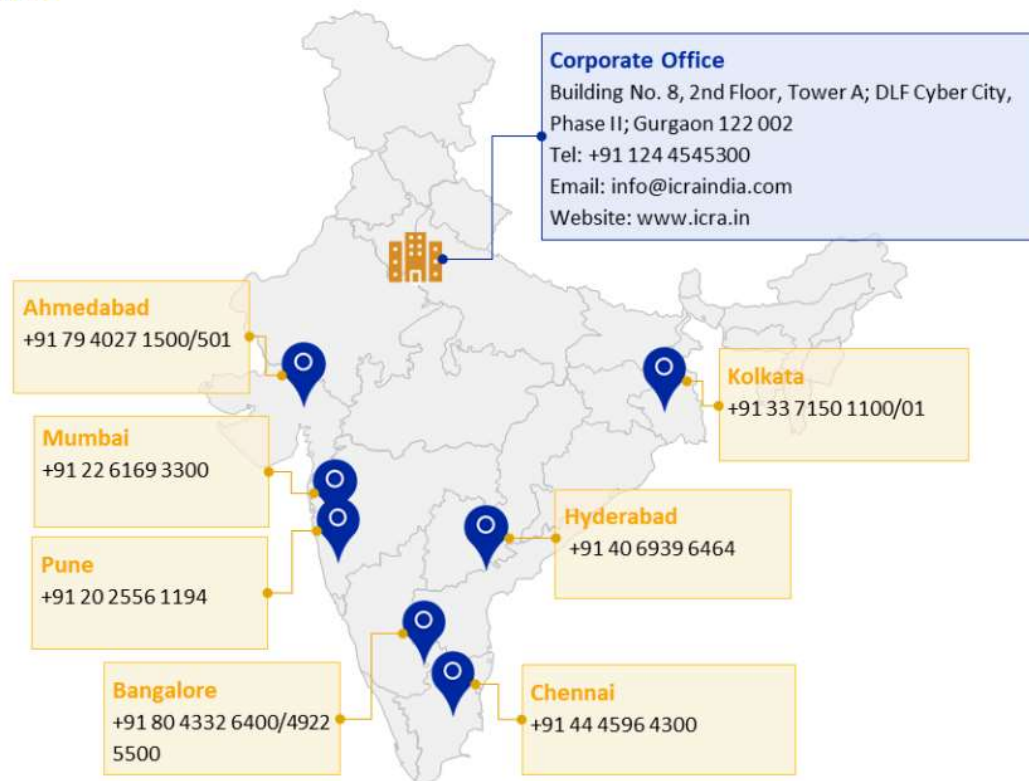 Corporate Office
Building No. 8, 2nd Floor, Tower A; DLF Cyber City,
Phase II; Gurgaon 122 002
Tel: +91 124 4545300
Email: info@icraindia.com
Website: www.icra.in
Ahmedabad
+91 79 4027 1500/501
Kolkata
+91 33 7150 1100/01
Mumbai
+91 22 6169 3300
Hyderabad
+91 40 6939 6464
Pune
+91 20 2556 1194
Bangalore
+91 80 4332 6400/4922
5500
Chennai
+91 44 4596 4300